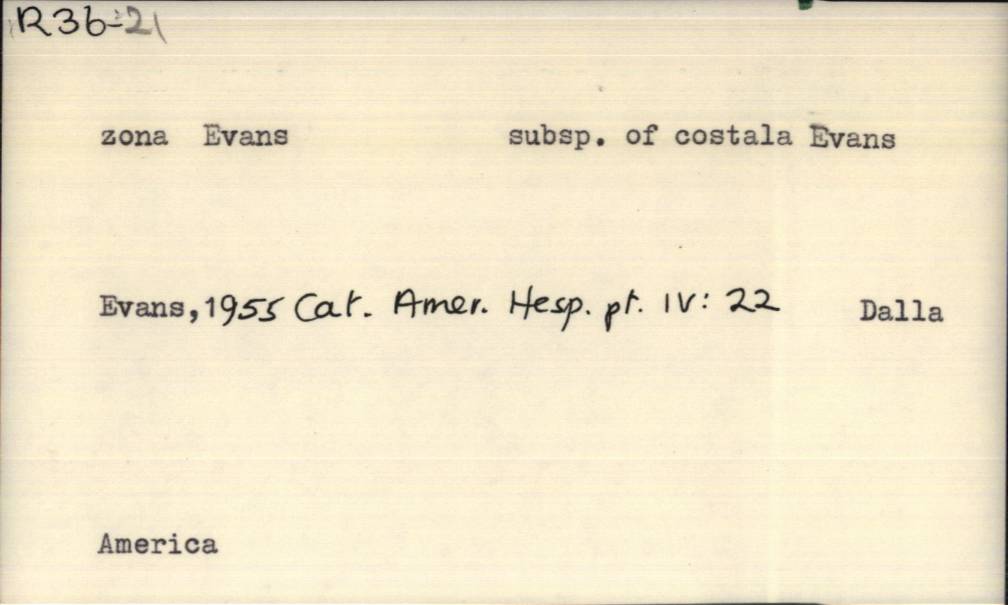 R36-21
zona Evans subsp. of costala Evans
Evans, 1955 Cat. Amer. Hesp. pt. IV: 22 Dalla
America